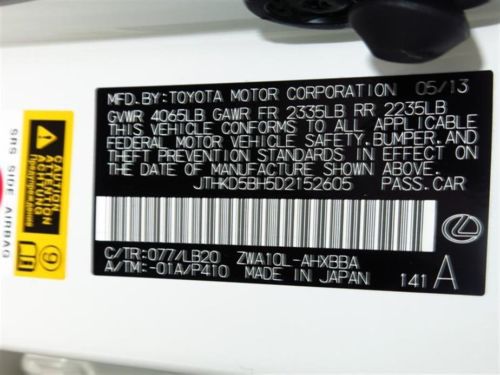 MFD. BY: TOYOTA MOTOR CORPORATION 05/13
GVWR 4065LB GAWR FR 2335LB RR 2235LB
THIS VEHICLE CONFORMS TO ALL APPLICABLE
FEDERAL MOTOR VEHICLE SAFETY, BUMPER, AND
THEFT PREVENTION STANDARDS IN EFFECT ON
THE DATE OF MANUFACTURE SHOWN ABOVE.
JTHKD5BH5D2152605 PASS. CAR
C/TR: 077/LB20 ZWA10L-AHXBBA
A/TM: -01A/P410 MADE IN JAPAN 141 A
SRS SIDE AIRBAG
CAUTION
ATTENTION
ACHTUNG
9